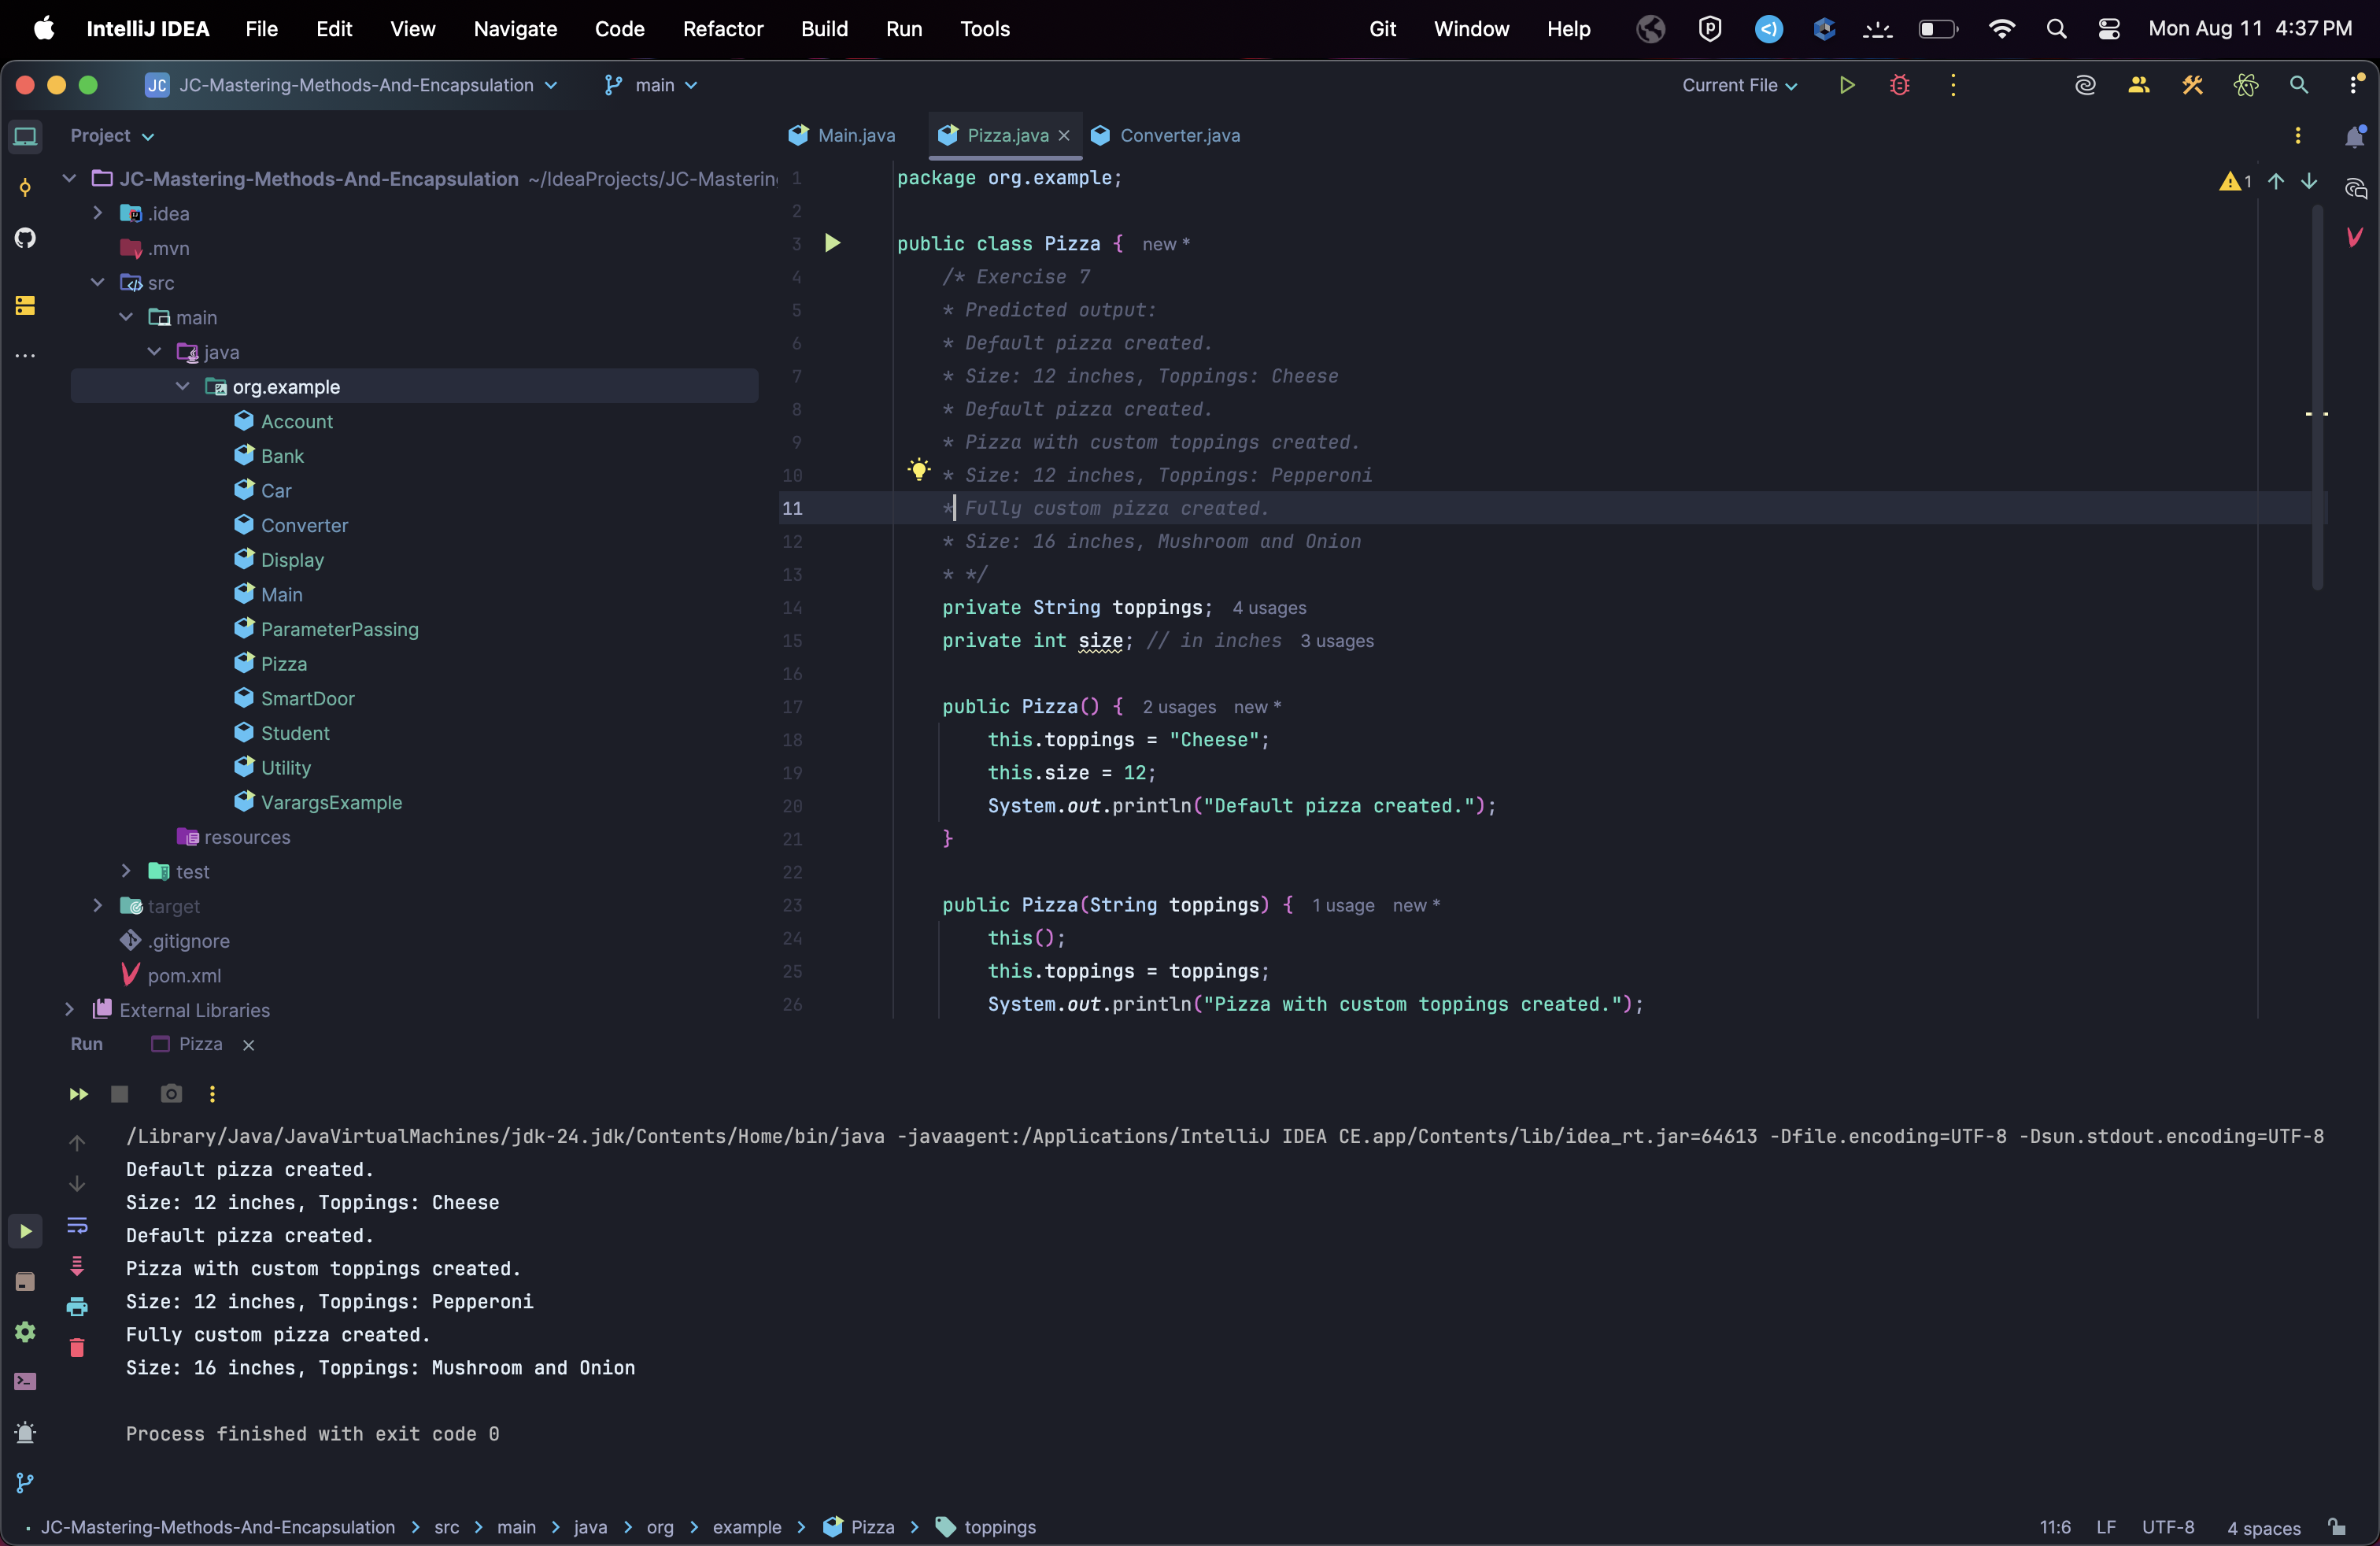 IntelliJ IDEA File Edit View Navigate Code Refactor Build Run Tools Git Window Help Mon Aug 11 4:37 PM
JC JC-Mastering-Methods-And-Encapsulation main Current File
Project
JC-Mastering-Methods-And-Encapsulation ~/IdeaProjects/JC-Mastering
.idea
.mvn
src
main
java
org.example
Account
Bank
Car
Converter
Display
Main
ParameterPassing
Pizza
SmartDoor
Student
Utility
VarargsExample
resources
test
target
.gitignore
pom.xml
External Libraries
Main.java Pizza.java Converter.java
1 package org.example;
1
2
3 public class Pizza { new *
4 /* Exercise 7
5 * Predicted output:
6 * Default pizza created.
7 * Size: 12 inches, Toppings: Cheese
8 * Default pizza created.
9 * Pizza with custom toppings created.
10 * Size: 12 inches, Toppings: Pepperoni
11 * Fully custom pizza created.
12 * Size: 16 inches, Mushroom and Onion
13 * */
14 private String toppings; 4 usages
15 private int size; // in inches 3 usages
16
17 public Pizza() { 2 usages new *
18 this.toppings = "Cheese";
19 this.size = 12;
20 System.out.println("Default pizza created.");
21 }
22
23 public Pizza(String toppings) { 1 usage new *
24 this();
25 this.toppings = toppings;
26 System.out.println("Pizza with custom toppings created.");
Run Pizza
/Library/Java/JavaVirtualMachines/jdk-24.jdk/Contents/Home/bin/java -javaagent:/Applications/IntelliJ IDEA CE.app/Contents/lib/idea_rt.jar=64613 -Dfile.encoding=UTF-8 -Dsun.stdout.encoding=UTF-8
Default pizza created.
Size: 12 inches, Toppings: Cheese
Default pizza created.
Pizza with custom toppings created.
Size: 12 inches, Toppings: Pepperoni
Fully custom pizza created.
Size: 16 inches, Toppings: Mushroom and Onion
Process finished with exit code 0
JC-Mastering-Methods-And-Encapsulation > src > main > java > org > example > Pizza > toppings 11:6 LF UTF-8 4 spaces